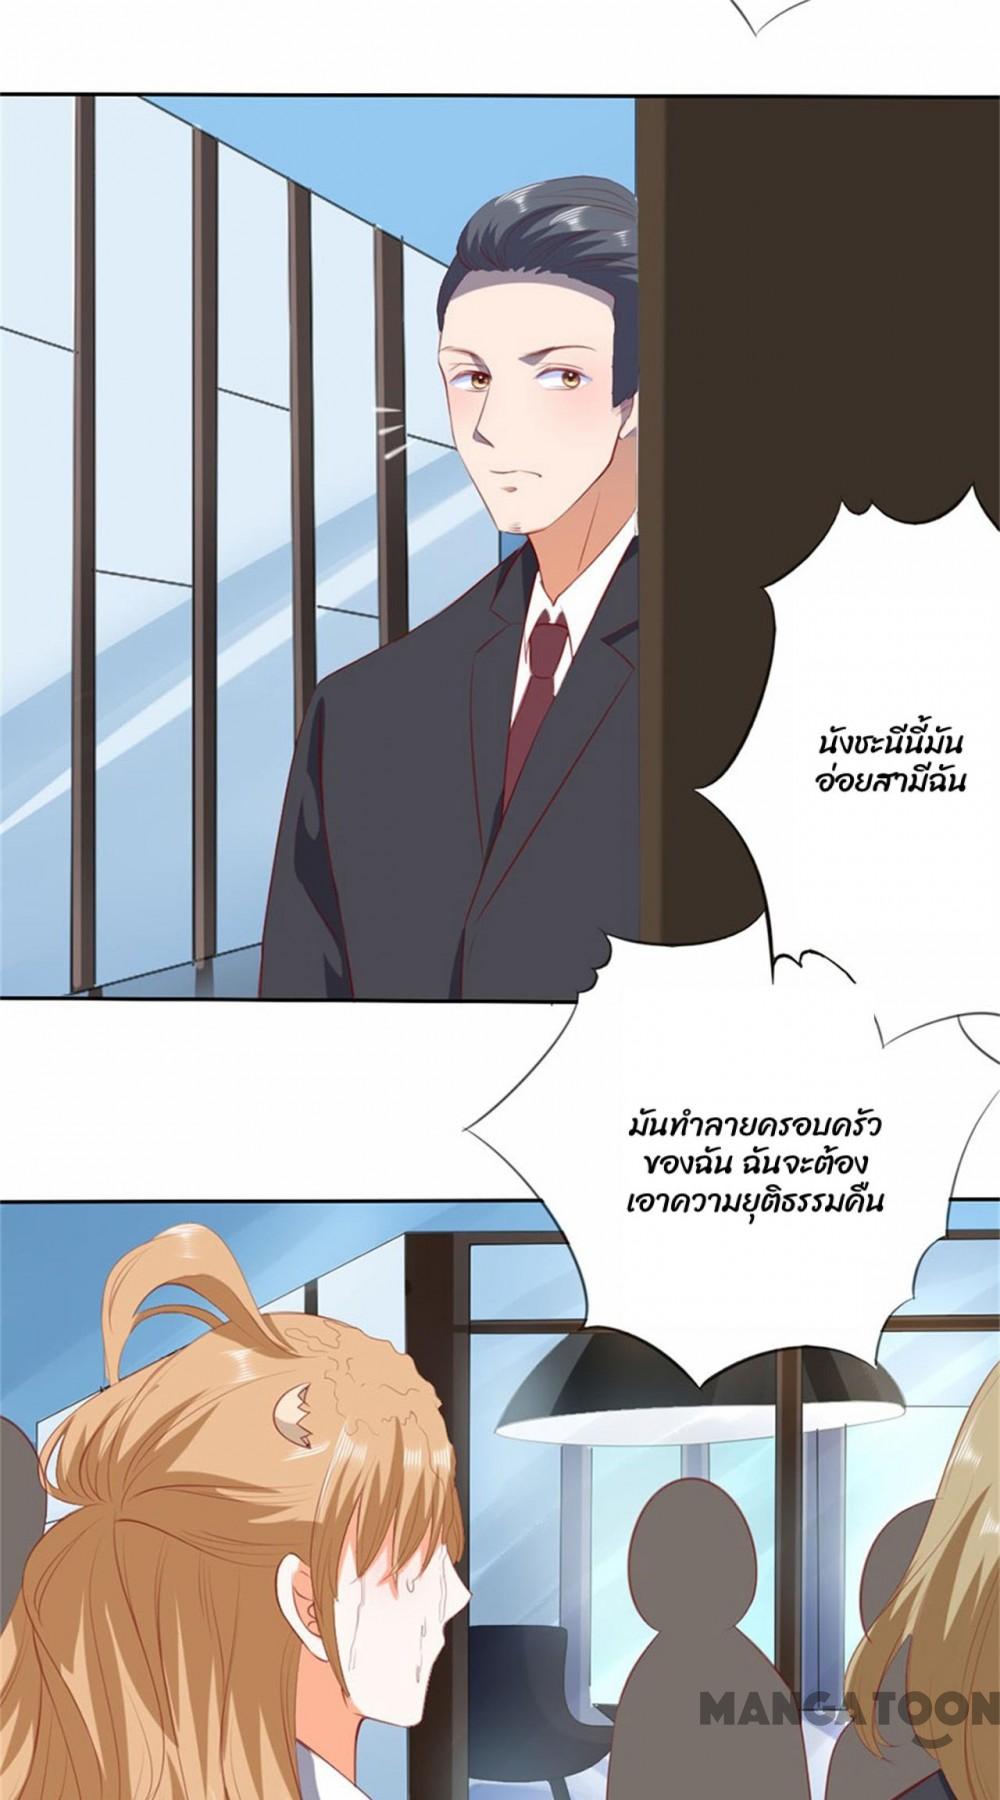 นังชะนีนี้มัน
อ่อยสามีฉัน
มันทำลายครอบครัว
ของฉัน ฉันจะต้อง
เอาความยุติธรรมคืน
MANGATOON